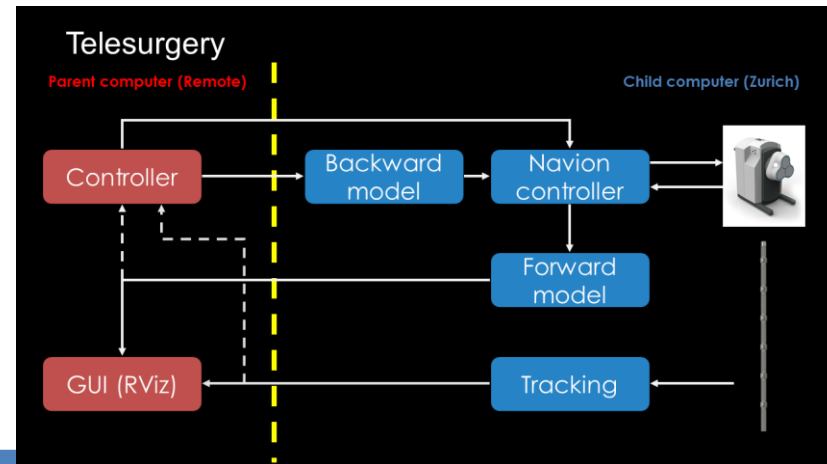 Telesurgery
Parent computer (Remote)
Child computer (Zurich)
Controller
Backward
model
Navion
controller
Forward
model
GUI (RViz)
Tracking